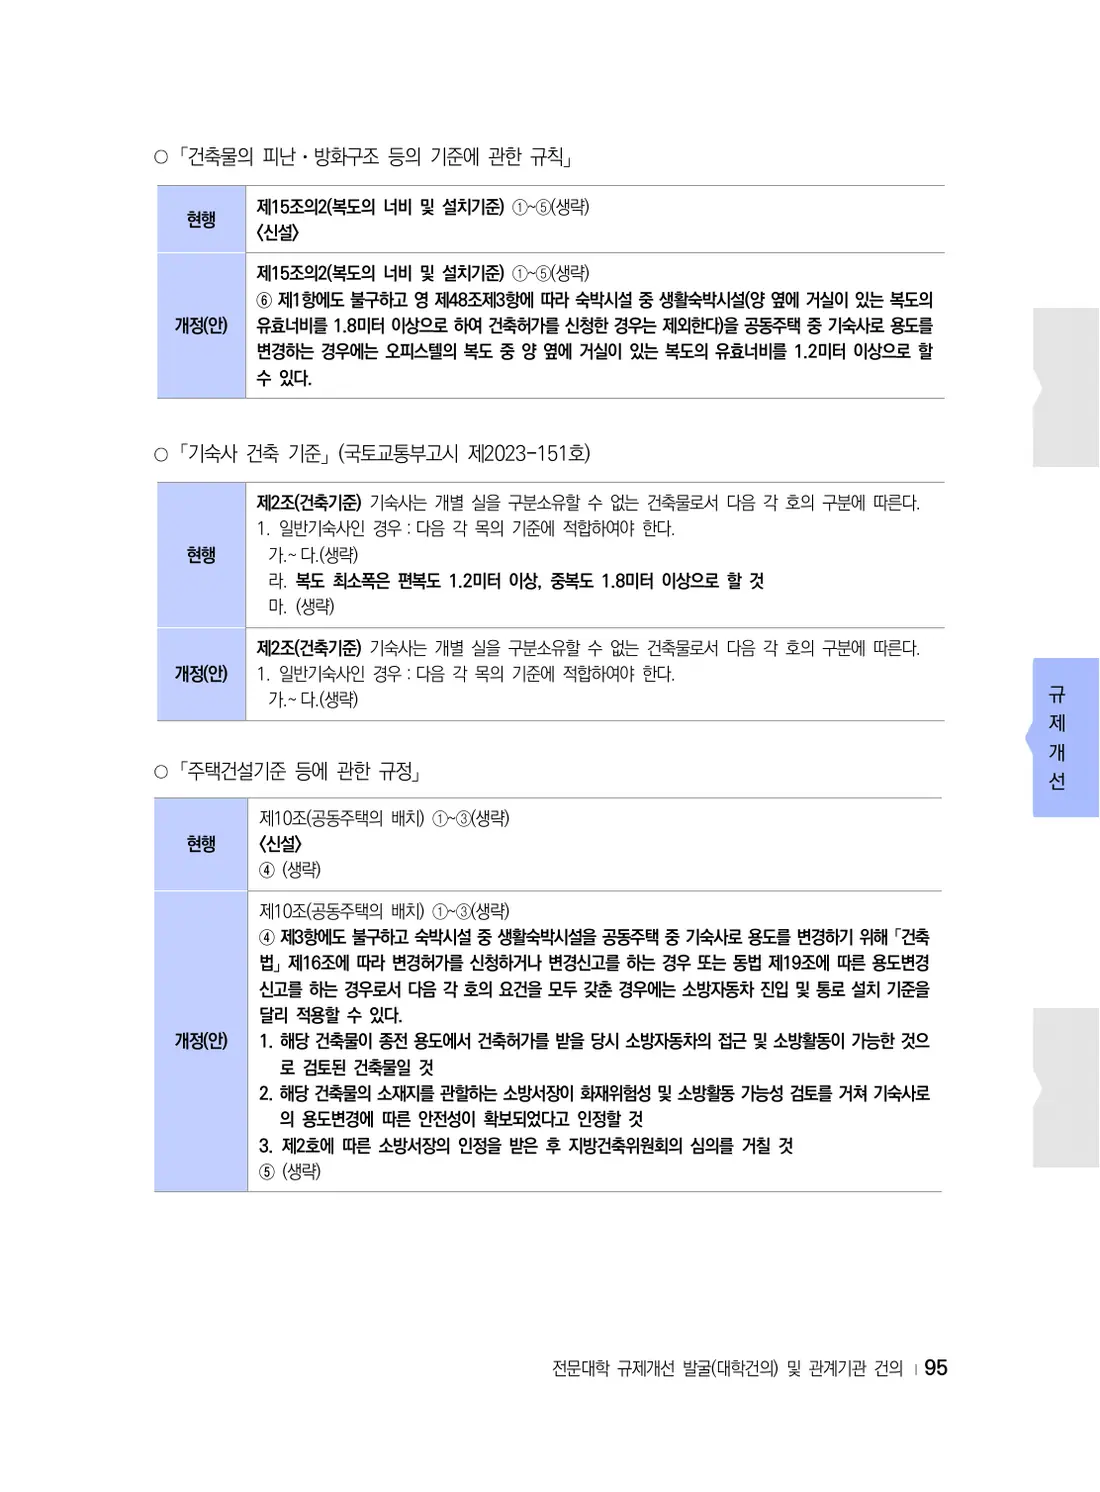 ○ 「건축물의 피난·방화구조 등의 기준에 관한 규칙」
현행
제15조의2(복도의 너비 및 설치기준) ①~⑤(생략)
<신설>
개정(안)
제15조의2(복도의 너비 및 설치기준) ①~⑤(생략)
⑥ 제1항에도 불구하고 영 제48조제3항에 따라 숙박시설 중 생활숙박시설(양 옆에 거실이 있는 복도의
유효너비를 1.8미터 이상으로 하여 건축허가를 신청한 경우는 제외한다)을 공동주택 중 기숙사로 용도를
변경하는 경우에는 오피스텔의 복도 중 양 옆에 거실이 있는 복도의 유효너비를 1.2미터 이상으로 할
수 있다.
○ 「기숙사 건축 기준」(국토교통부고시 제2023-151호)
현행
제2조(건축기준) 기숙사는 개별 실을 구분소유할 수 없는 건축물로서 다음 각 호의 구분에 따른다.
1. 일반기숙사인 경우 : 다음 각 목의 기준에 적합하여야 한다.
가.~ 다.(생략)
라. 복도 최소폭은 편복도 1.2미터 이상, 중복도 1.8미터 이상으로 할 것
마. (생략)
개정(안)
제2조(건축기준) 기숙사는 개별 실을 구분소유할 수 없는 건축물로서 다음 각 호의 구분에 따른다.
1. 일반기숙사인 경우 : 다음 각 목의 기준에 적합하여야 한다.
가.~ 다.(생략)
○ 「주택건설기준 등에 관한 규정」
현행
제10조(공동주택의 배치) ①~③(생략)
<신설>
④ (생략)
개정(안)
제10조(공동주택의 배치) ①~③(생략)
④ 제3항에도 불구하고 숙박시설 중 생활숙박시설을 공동주택 중 기숙사로 용도를 변경하기 위해 「건축
법」 제16조에 따라 변경허가를 신청하거나 변경신고를 하는 경우 또는 동법 제19조에 따른 용도변경
신고를 하는 경우로서 다음 각 호의 요건을 모두 갖춘 경우에는 소방자동차 진입 및 통로 설치 기준을
달리 적용할 수 있다.
1. 해당 건축물이 종전 용도에서 건축허가를 받을 당시 소방자동차의 접근 및 소방활동이 가능한 것으
로 검토된 건축물일 것
2. 해당 건축물의 소재지를 관할하는 소방서장이 화재위험성 및 소방활동 가능성 검토를 거쳐 기숙사로
의 용도변경에 따른 안전성이 확보되었다고 인정할 것
3. 제2호에 따른 소방서장의 인정을 받은 후 지방건축위원회의 심의를 거칠 것
⑤ (생략)
규
제
개
선
전문대학 규제개선 발굴(대학건의) 및 관계기관 건의 | 95